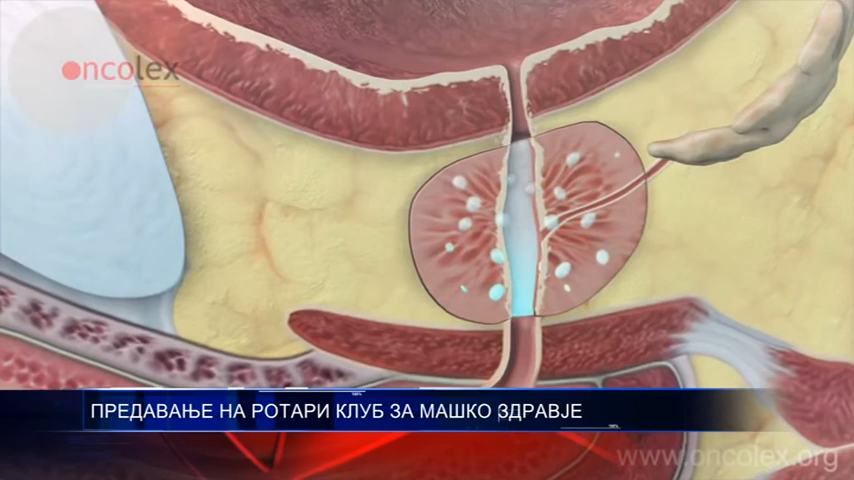 oncolex
ПРЕДАВАЊЕ НА РОТАРИ КЛУБ ЗА МАШКО ЗДРАВЈЕ
www.oncolex.org